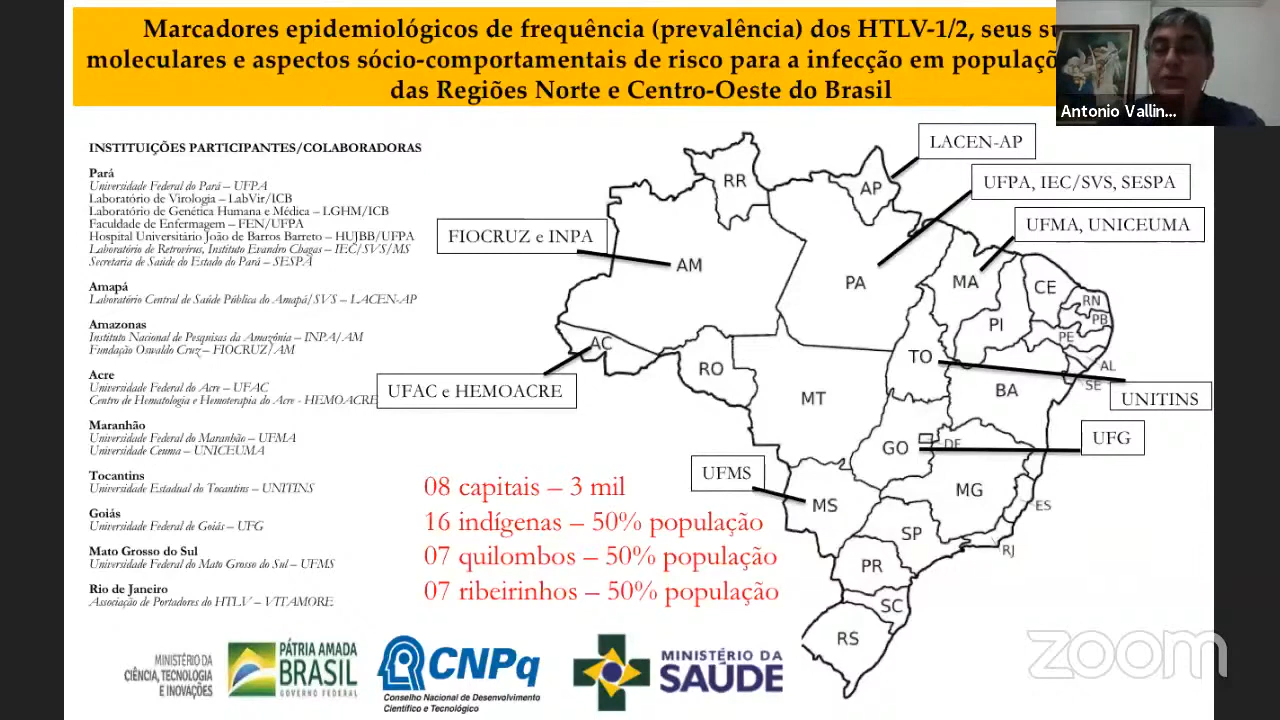 Marcadores epidemiológicos de frequência (prevalência) dos HTLV-1/2, seus su
moleculares e aspectos sócio-comportamentais de risco para a infecção em populaçõ
das Regiões Norte e Centro-Oeste do Brasil
Antonio Vallin...
INSTITUIÇÕES PARTICIPANTES/COLABORADORAS
Pará
Universidade Federal do Pará – UFPA
Laboratório de Virologia – LabVir/ICB
Laboratório de Genética Humana e Médica – LGHM/ICB
Faculdade de Enfermagem – FEN/UFPA
Hospital Universitário João de Barros Barreto – HUJBB/UFPA
Laboratório de Retrovírus, Instituto Evandro Chagas – IEC/SVS/MS
Secretaria de Saúde do Estado do Pará – SESPA
Amapá
Laboratório Central de Saúde Pública do Amapá/SVS – LACEN-AP
Amazonas
Instituto Nacional de Pesquisas da Amazônia – INPA/AM
Fundação Oswaldo Cruz – FIOCRUZ/AM
Acre
Universidade Federal do Acre – UFAC
Centro de Hematologia e Hemoterapia do Acre - HEMOACRE
Maranhão
Universidade Federal do Maranhão – UFMA
Universidade Ceuma – UNICEUMA
Tocantins
Universidade Estadual do Tocantins – UNITINS
Goiás
Universidade Federal de Goiás – UFG
Mato Grosso do Sul
Universidade Federal do Mato Grosso do Sul – UFMS
Rio de Janeiro
Associação de Portadores do HTLV – VITAMORE
LACEN-AP
UFPA, IEC/SVS, SESPA
UFMA, UNICEUMA
FIOCRUZ e INPA
UFAC e HEMOACRE
UNITINS
UFG
UFMS
RR
AP
AM
PA
MA
CE
RN
PB
PI
PE
AC
RO
TO
AL
SE
BA
MT
GO
DF
MG
MS
ES
SP
RJ
PR
SC
RS
08 capitais – 3 mil
16 indígenas – 50% população
07 quilombos – 50% população
07 ribeirinhos – 50% população
MINISTÉRIO DA
CIÊNCIA, TECNOLOGIA
E INOVAÇÕES
PÁTRIA AMADA
BRASIL
GOVERNO FEDERAL
CNPq
Conselho Nacional de Desenvolvimento
Científico e Tecnológico
MINISTÉRIO DA
SAÚDE
zoom